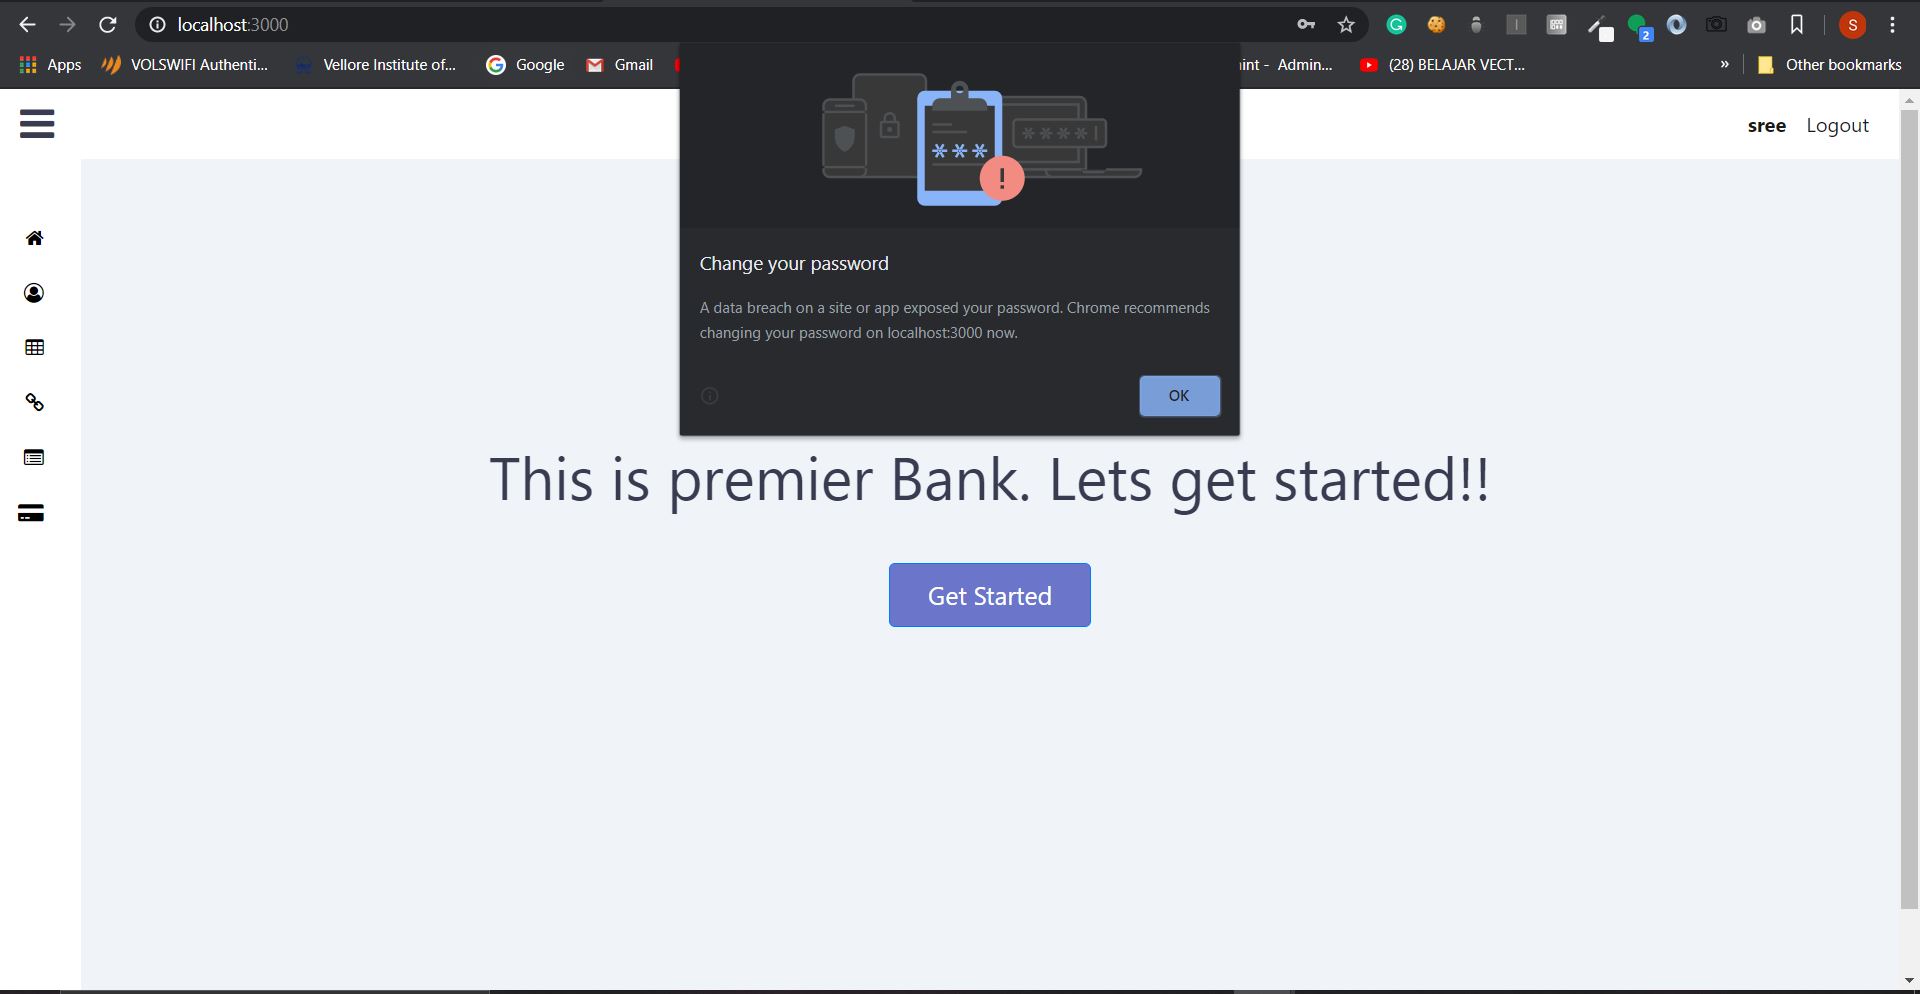 localhost:3000
2
S
Apps VOLSWIFI Authenti... Vellore Institute of... Google Gmail int - Admin... (28) BELAJAR VECT... » Other bookmarks
sree Logout
***
****|
!
Change your password
A data breach on a site or app exposed your password. Chrome recommends
changing your password on localhost:3000 now.
OK
This is premier Bank. Lets get started!!
Get Started